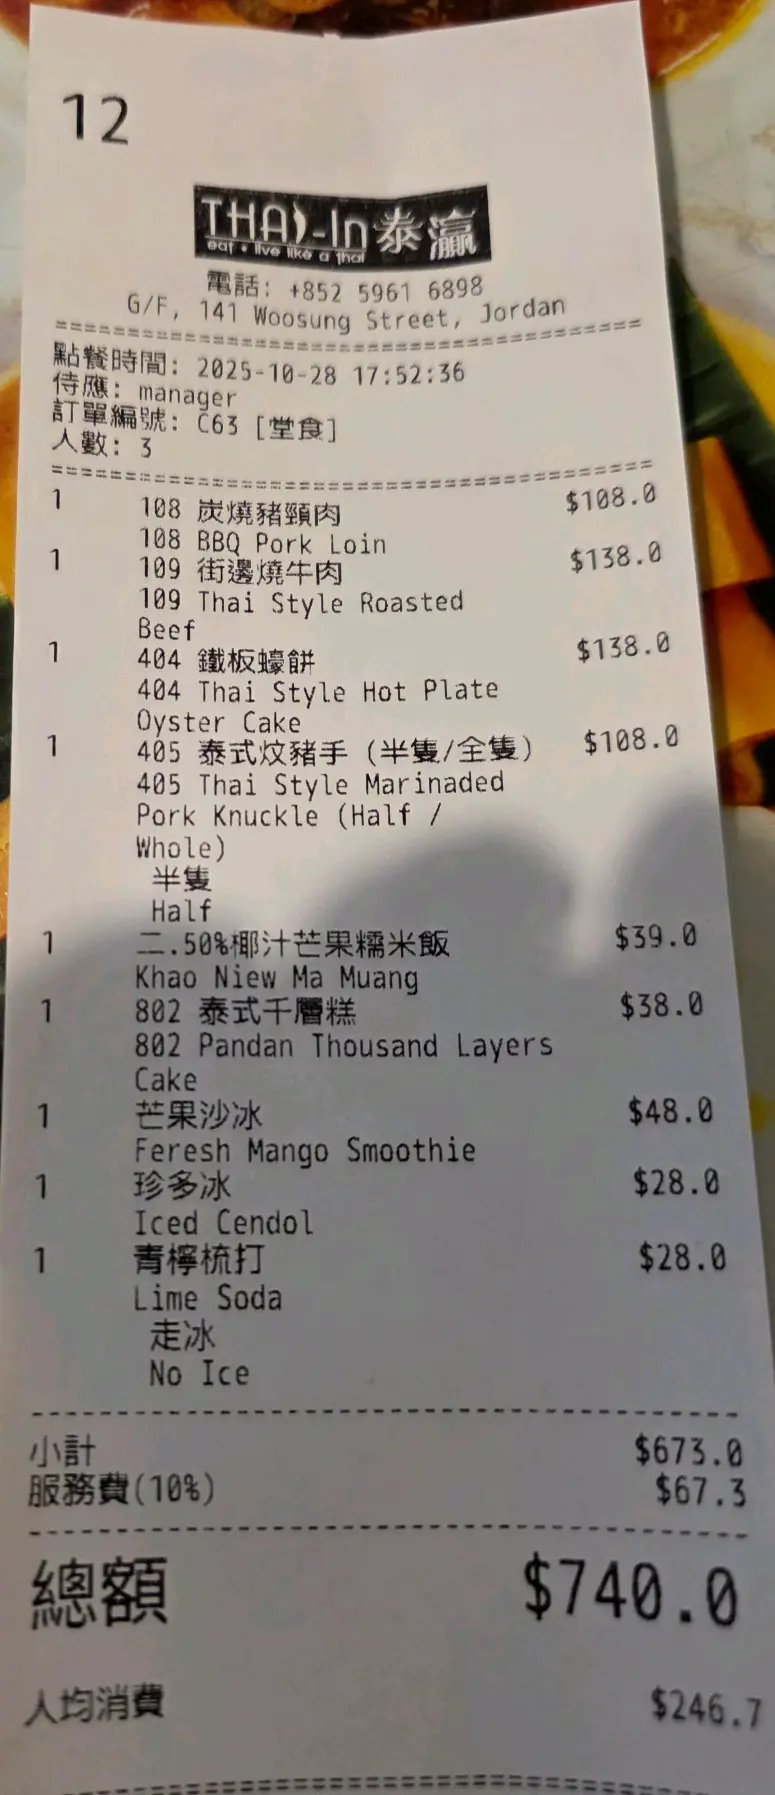 12
THAI-In 泰瀛
eat • live like a thai
電話: +852 5961 6898
G/F, 141 Woosung Street, Jordan
點餐時間: 2025-10-28 17:52:36
侍應: manager
訂單編號: C63 [堂食]
人數: 3
1 108 炭燒豬頸肉 $108.0
108 BBQ Pork Loin
1 109 街邊燒牛肉 $138.0
109 Thai Style Roasted
Beef
1 404 鐵板蠔餅 $138.0
404 Thai Style Hot Plate
Oyster Cake
1 405 泰式炆豬手 (半隻/全隻) $108.0
405 Thai Style Marinaded
Pork Knuckle (Half /
Whole)
半隻
Half
1 二.50%椰汁芒果糯米飯 $39.0
Khao Niew Ma Muang
1 802 泰式千層糕 $38.0
802 Pandan Thousand Layers
Cake
1 芒果沙冰 $48.0
Feresh Mango Smoothie
1 珍多冰 $28.0
Iced Cendol
1 青檸梳打 $28.0
Lime Soda
走冰
No Ice
小計 $673.0
服務費(10%) $67.3
總額 $740.0
人均消費 $246.7